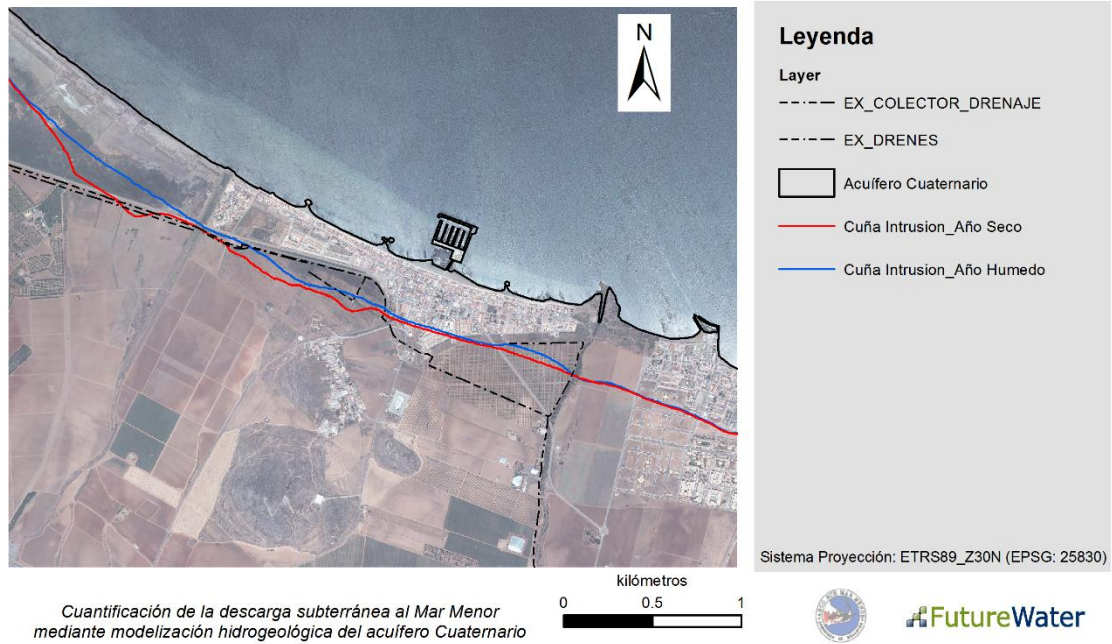 N
Leyenda
Layer
EX_COLECTOR_DRENAJE
EX_DRENES
Acuífero Cuaternario
Cuña Intrusion_Año Seco
Cuña Intrusion_Año Humedo
Sistema Proyección: ETRS89_Z30N (EPSG: 25830)
Cuantificación de la descarga subterránea al Mar Menor
mediante modelización hidrogeológica del acuífero Cuaternario
kilómetros
0 0.5 1
FutureWater